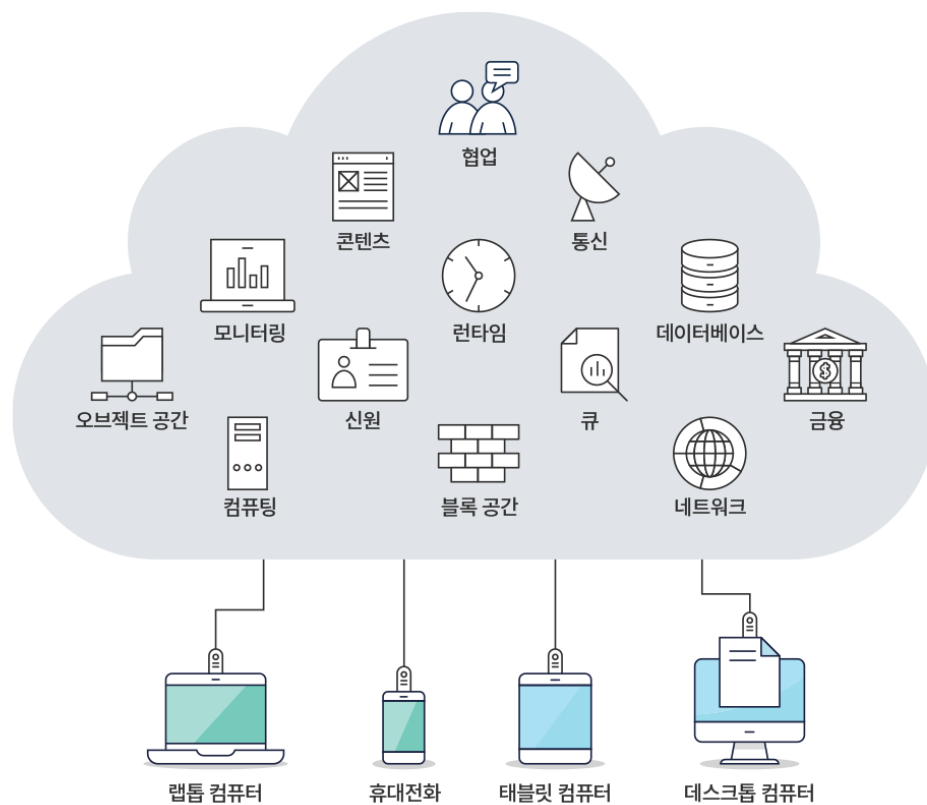 협업
콘텐츠
통신
모니터링
런타임
데이터베이스
오브젝트 공간
신원
큐
금융
컴퓨팅
블록 공간
네트워크
랩톱 컴퓨터
휴대전화
태블릿 컴퓨터
데스크톱 컴퓨터